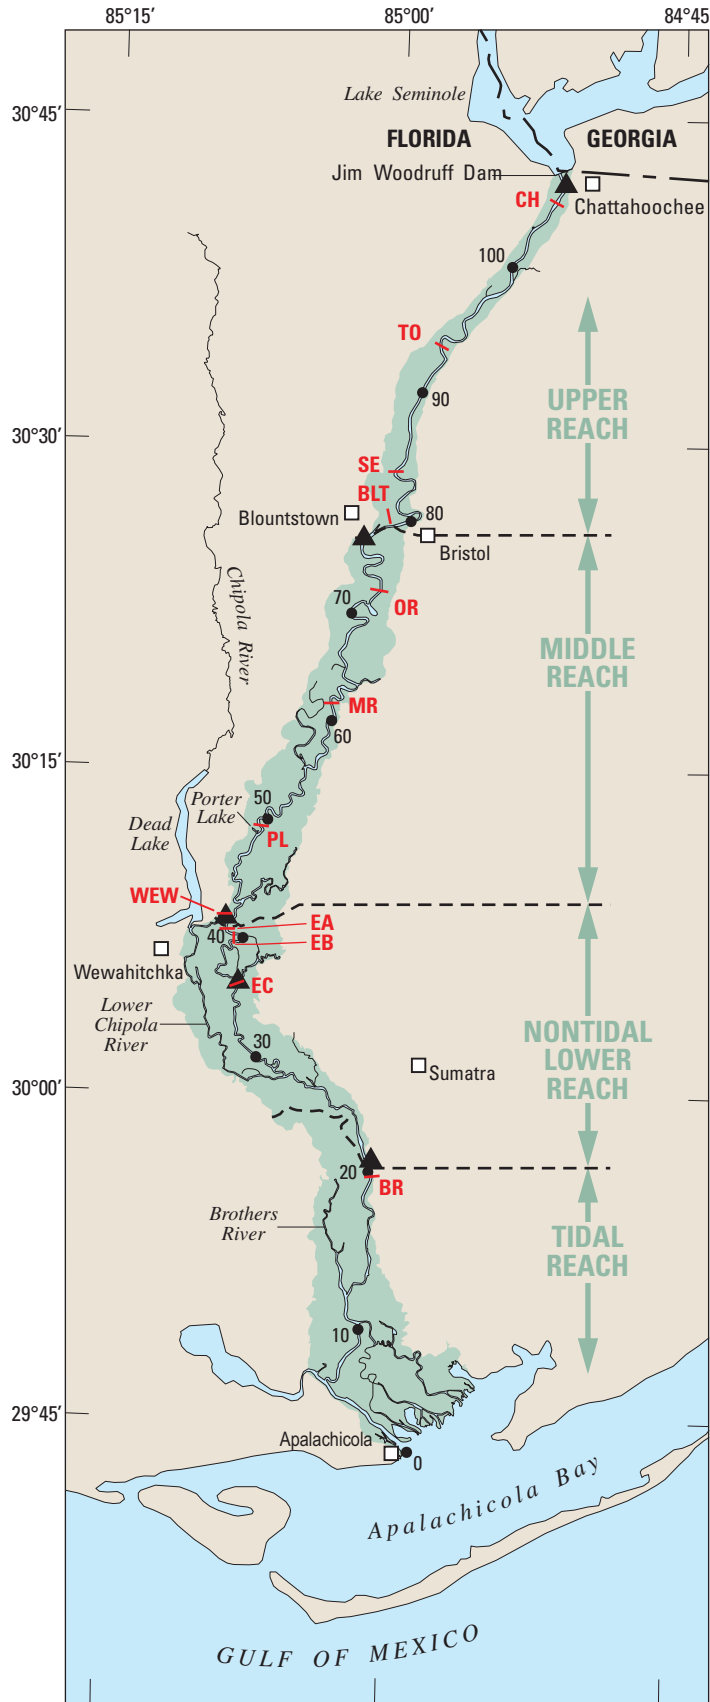 85°15′
85°00′
84°45
30°45′
Lake Seminole
FLORIDA
GEORGIA
Jim Woodruff Dam
CH
Chattahoochee
100
TO
90
UPPER
REACH
30°30′
SE
BLT
Blountstown
80
Bristol
Chipola River
70
OR
MIDDLE
REACH
MR
60
30°15′
50
Porter
Lake
Dead
Lake
PL
WEW
EA
40
EB
Wewahitchka
EC
Lower
Chipola
River
NONTIDAL
LOWER
REACH
30
Sumatra
30°00′
20
BR
Brothers
River
TIDAL
REACH
10
29°45′
Apalachicola
0
Apalachicola Bay
GULF OF MEXICO